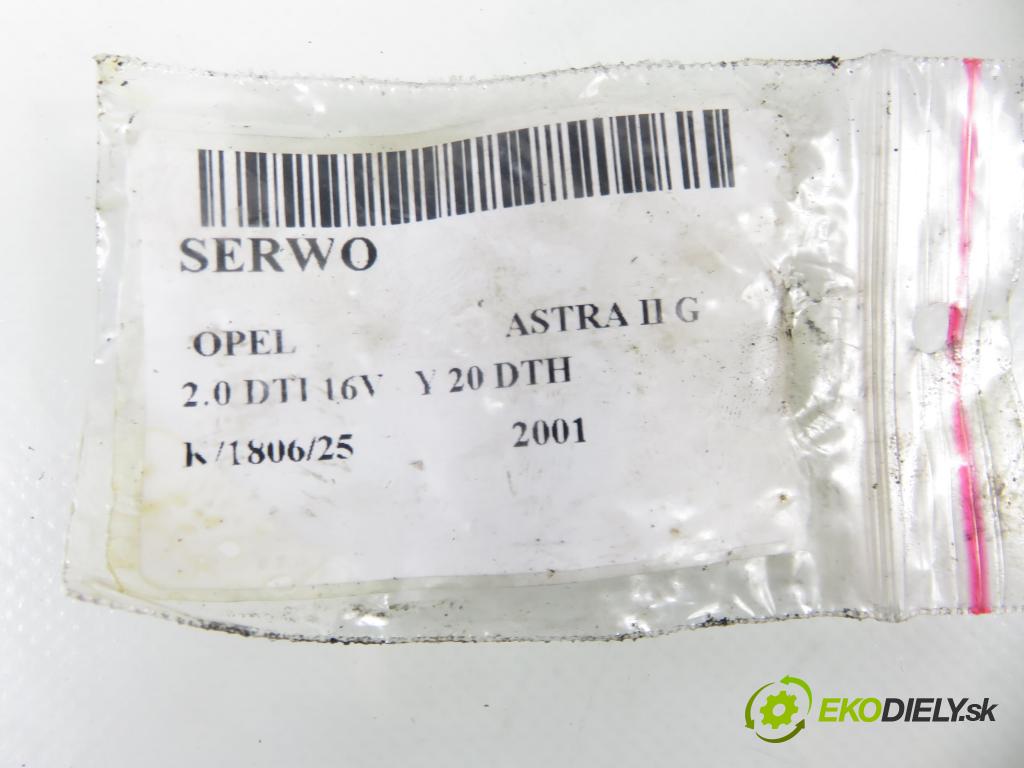 SERWO
OPEL ASTRA II G
2.0 DTI 16V Y 20 DTH
K/1806/25 2001
EKODIELY.sk